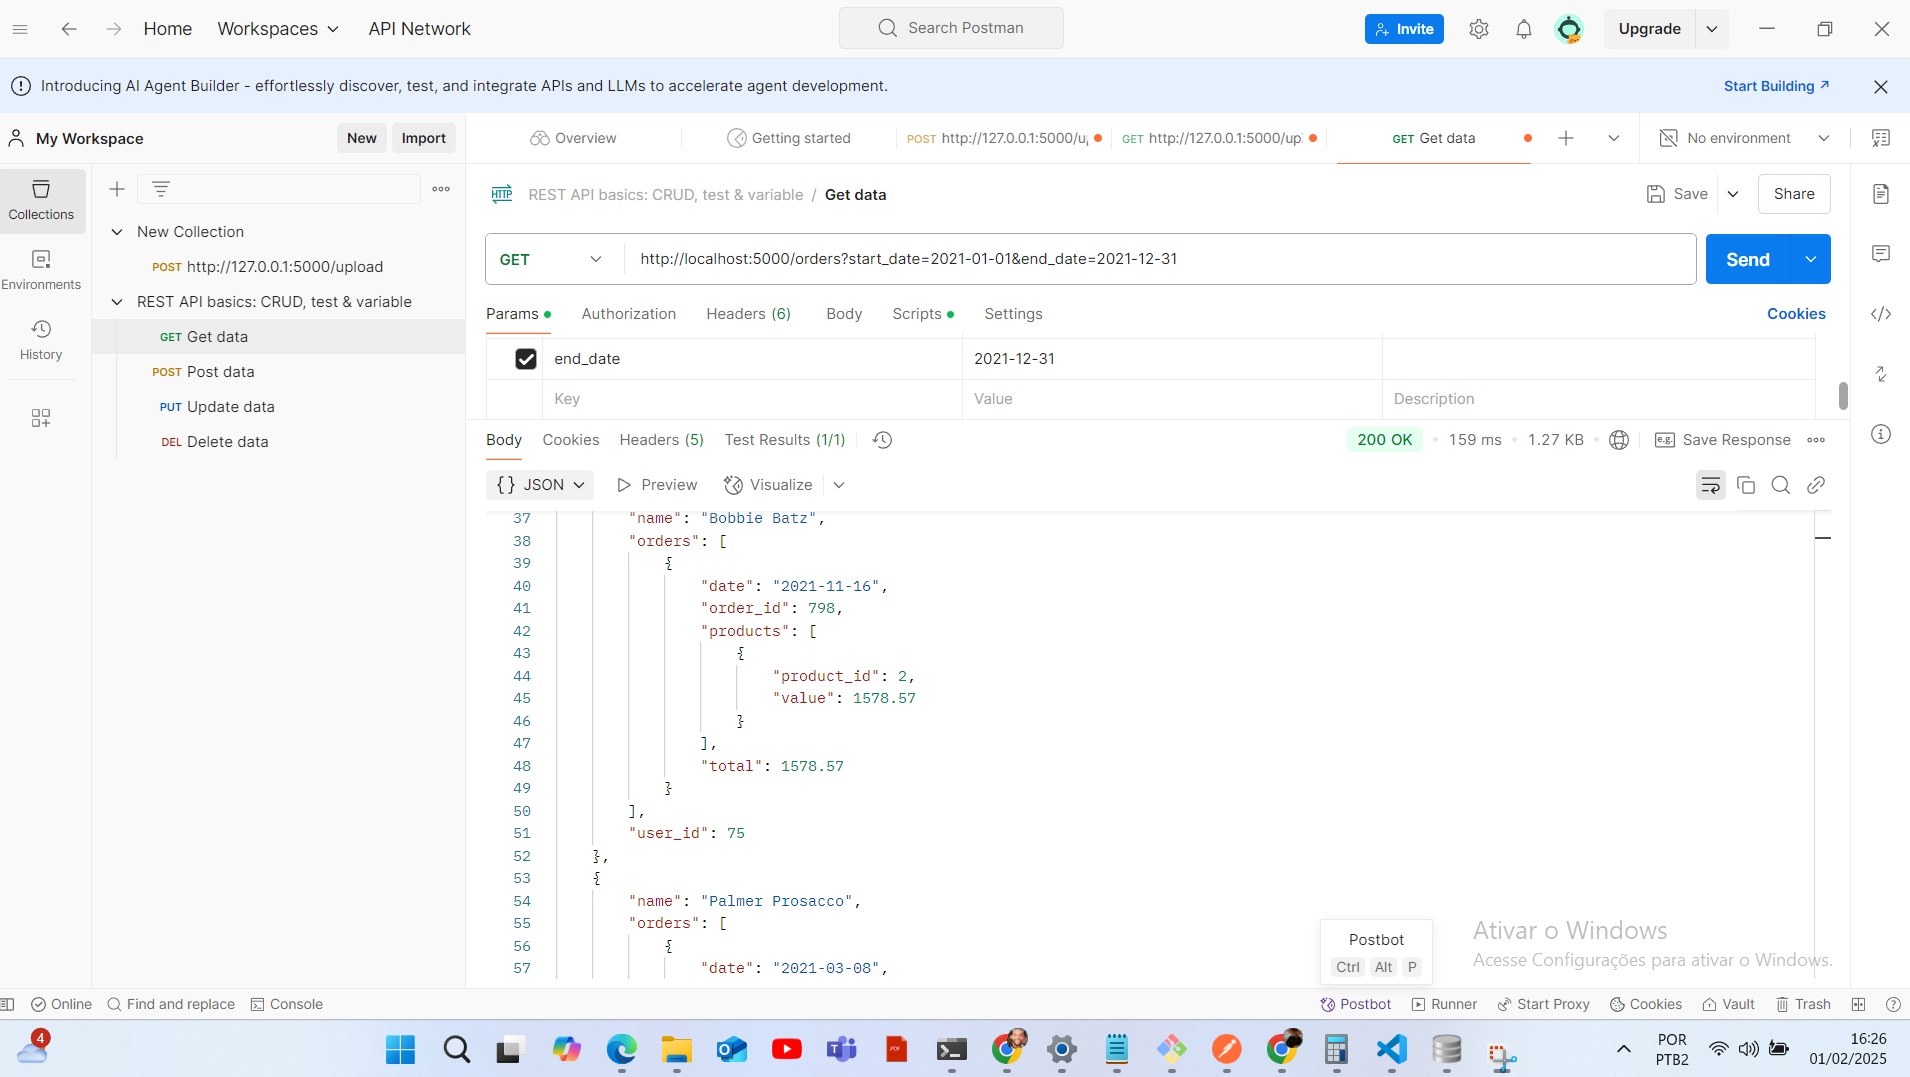 Home Workspaces API Network Search Postman Invite Upgrade
Introducing AI Agent Builder - effortlessly discover, test, and integrate APIs and LLMs to accelerate agent development. Start Building
My Workspace New Import Overview Getting started POST http://127.0.0.1:5000/u GET http://127.0.0.1:5000/up GET Get data No environment
Collections
Environments
History
New Collection
POST http://127.0.0.1:5000/upload
REST API basics: CRUD, test & variable
GET Get data
POST Post data
PUT Update data
DEL Delete data
HTTP REST API basics: CRUD, test & variable / Get data Save Share
GET http://localhost:5000/orders?start_date=2021-01-01&end_date=2021-12-31 Send
Params Authorization Headers (6) Body Scripts Settings Cookies
end_date 2021-12-31
Key Value Description
Body Cookies Headers (5) Test Results (1/1) 200 OK 159 ms 1.27 KB e.g. Save Response
{} JSON Preview Visualize
37 "name": "Bobbie Batz",
38 "orders": [
39 {
40 "date": "2021-11-16",
41 "order_id": 798,
42 "products": [
43 {
44 "product_id": 2,
45 "value": 1578.57
46 }
47 ],
48 "total": 1578.57
49 }
50 ],
51 "user_id": 75
52 },
53 {
54 "name": "Palmer Prosacco",
55 "orders": [
56 {
57 "date": "2021-03-08",
Postbot
Ctrl Alt P
Ativar o Windows
Acesse Configurações para ativar o Windows.
Online Find and replace Console Postbot Runner Start Proxy Cookies Vault Trash
4
PDF
POR
PTB2
16:26
01/02/2025